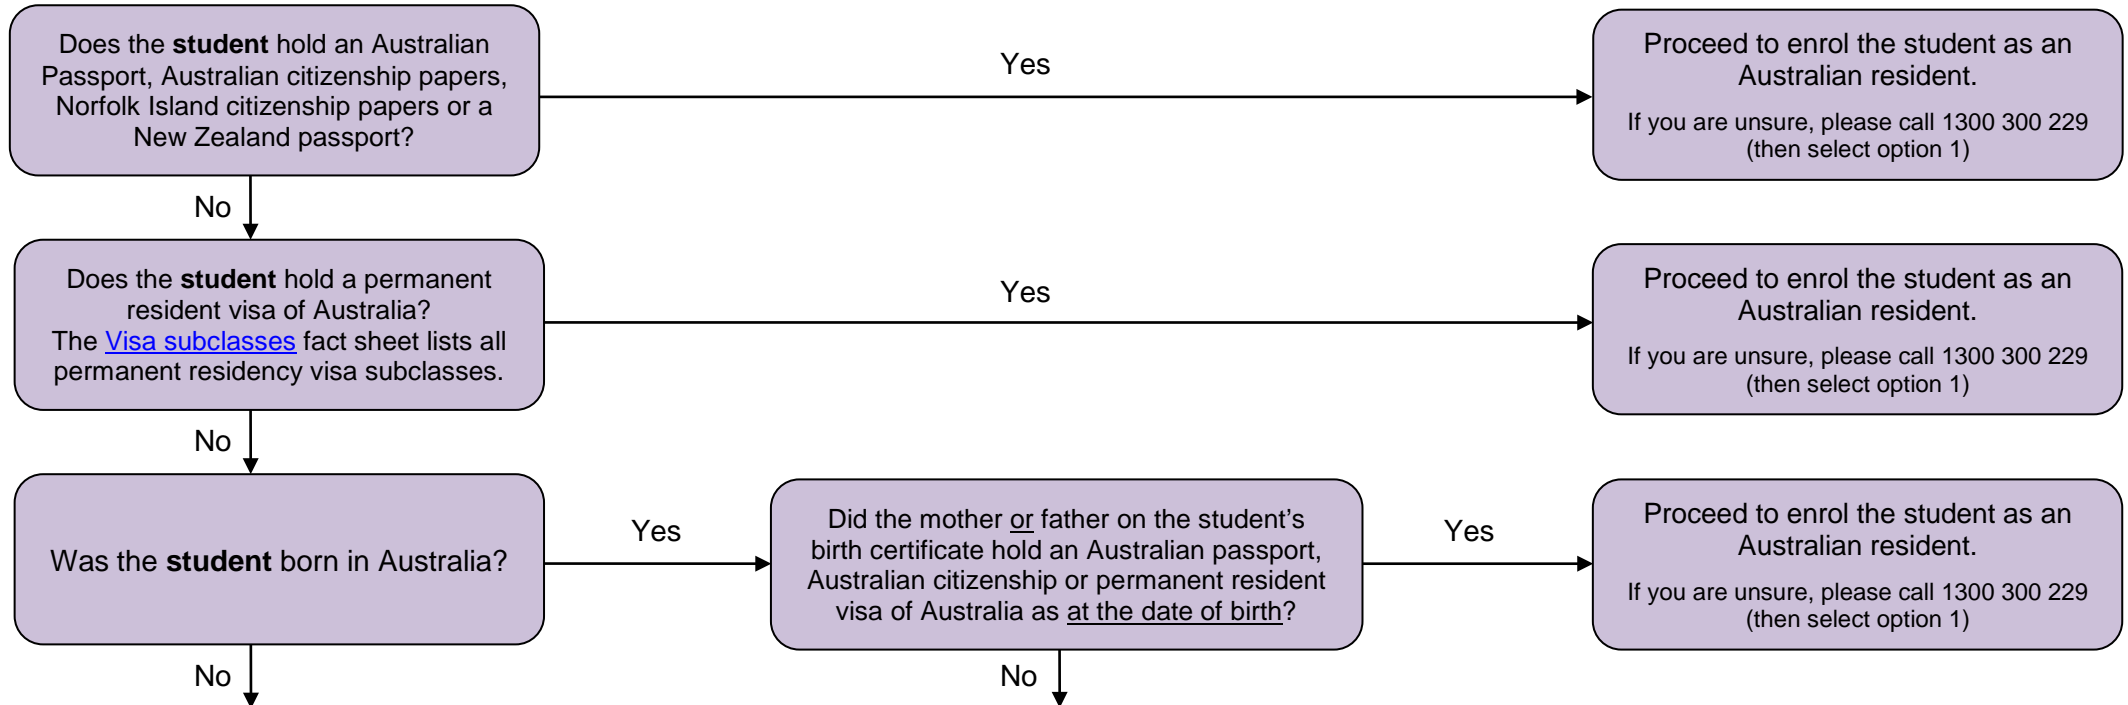 Does the student hold an Australian
Passport, Australian citizenship papers,
Norfolk Island citizenship papers or a
New Zealand passport?
Yes
Proceed to enrol the student as an
Australian resident.
If you are unsure, please call 1300 300 229
(then select option 1)
No
Does the student hold a permanent
resident visa of Australia?
The Visa subclasses fact sheet lists all
permanent residency visa subclasses.
Yes
Proceed to enrol the student as an
Australian resident.
If you are unsure, please call 1300 300 229
(then select option 1)
No
Was the student born in Australia?
Yes
Did the mother or father on the student’s
birth certificate hold an Australian passport,
Australian citizenship or permanent resident
visa of Australia as at the date of birth?
Yes
Proceed to enrol the student as an
Australian resident.
If you are unsure, please call 1300 300 229
(then select option 1)
No
No